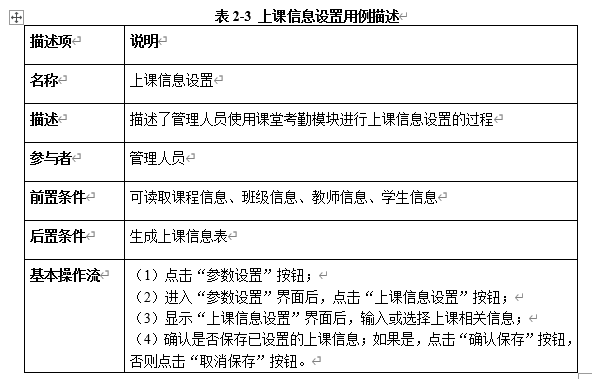 表 2-3 上课信息设置用例描述
描述项 说明
名称 上课信息设置
描述 描述了管理人员使用课堂考勤模块进行上课信息设置的过程
参与者 管理人员
前置条件 可读取课程信息、班级信息、教师信息、学生信息
后置条件 生成上课信息表
基本操作流 （1）点击“参数设置”按钮；
（2）进入“参数设置”界面后，点击“上课信息设置”按钮；
（3）显示“上课信息设置”界面后，输入或选择上课相关信息；
（4）确认是否保存已设置的上课信息；如果是，点击“确认保存”按钮，
否则点击“取消保存”按钮。